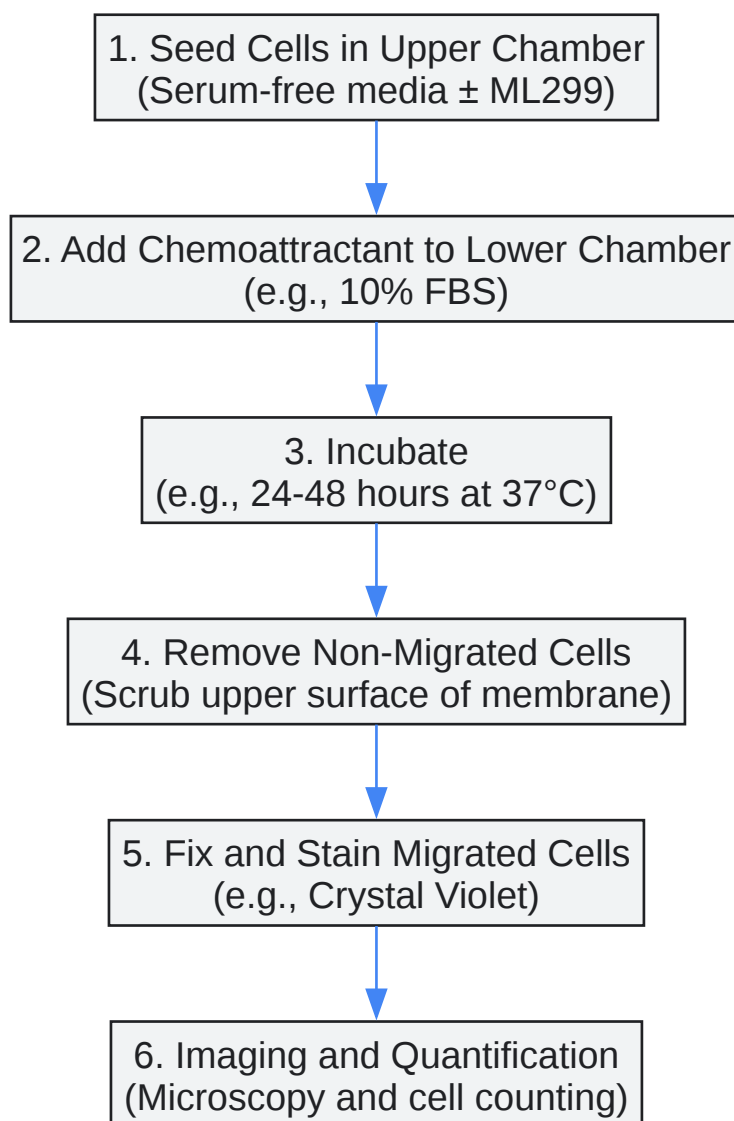 1. Seed Cells in Upper Chamber
(Serum-free media ± ML299)
2. Add Chemoattractant to Lower Chamber
(e.g., 10% FBS)
3. Incubate
(e.g., 24-48 hours at 37°C)
4. Remove Non-Migrated Cells
(Scrub upper surface of membrane)
5. Fix and Stain Migrated Cells
(e.g., Crystal Violet)
6. Imaging and Quantification
(Microscopy and cell counting)